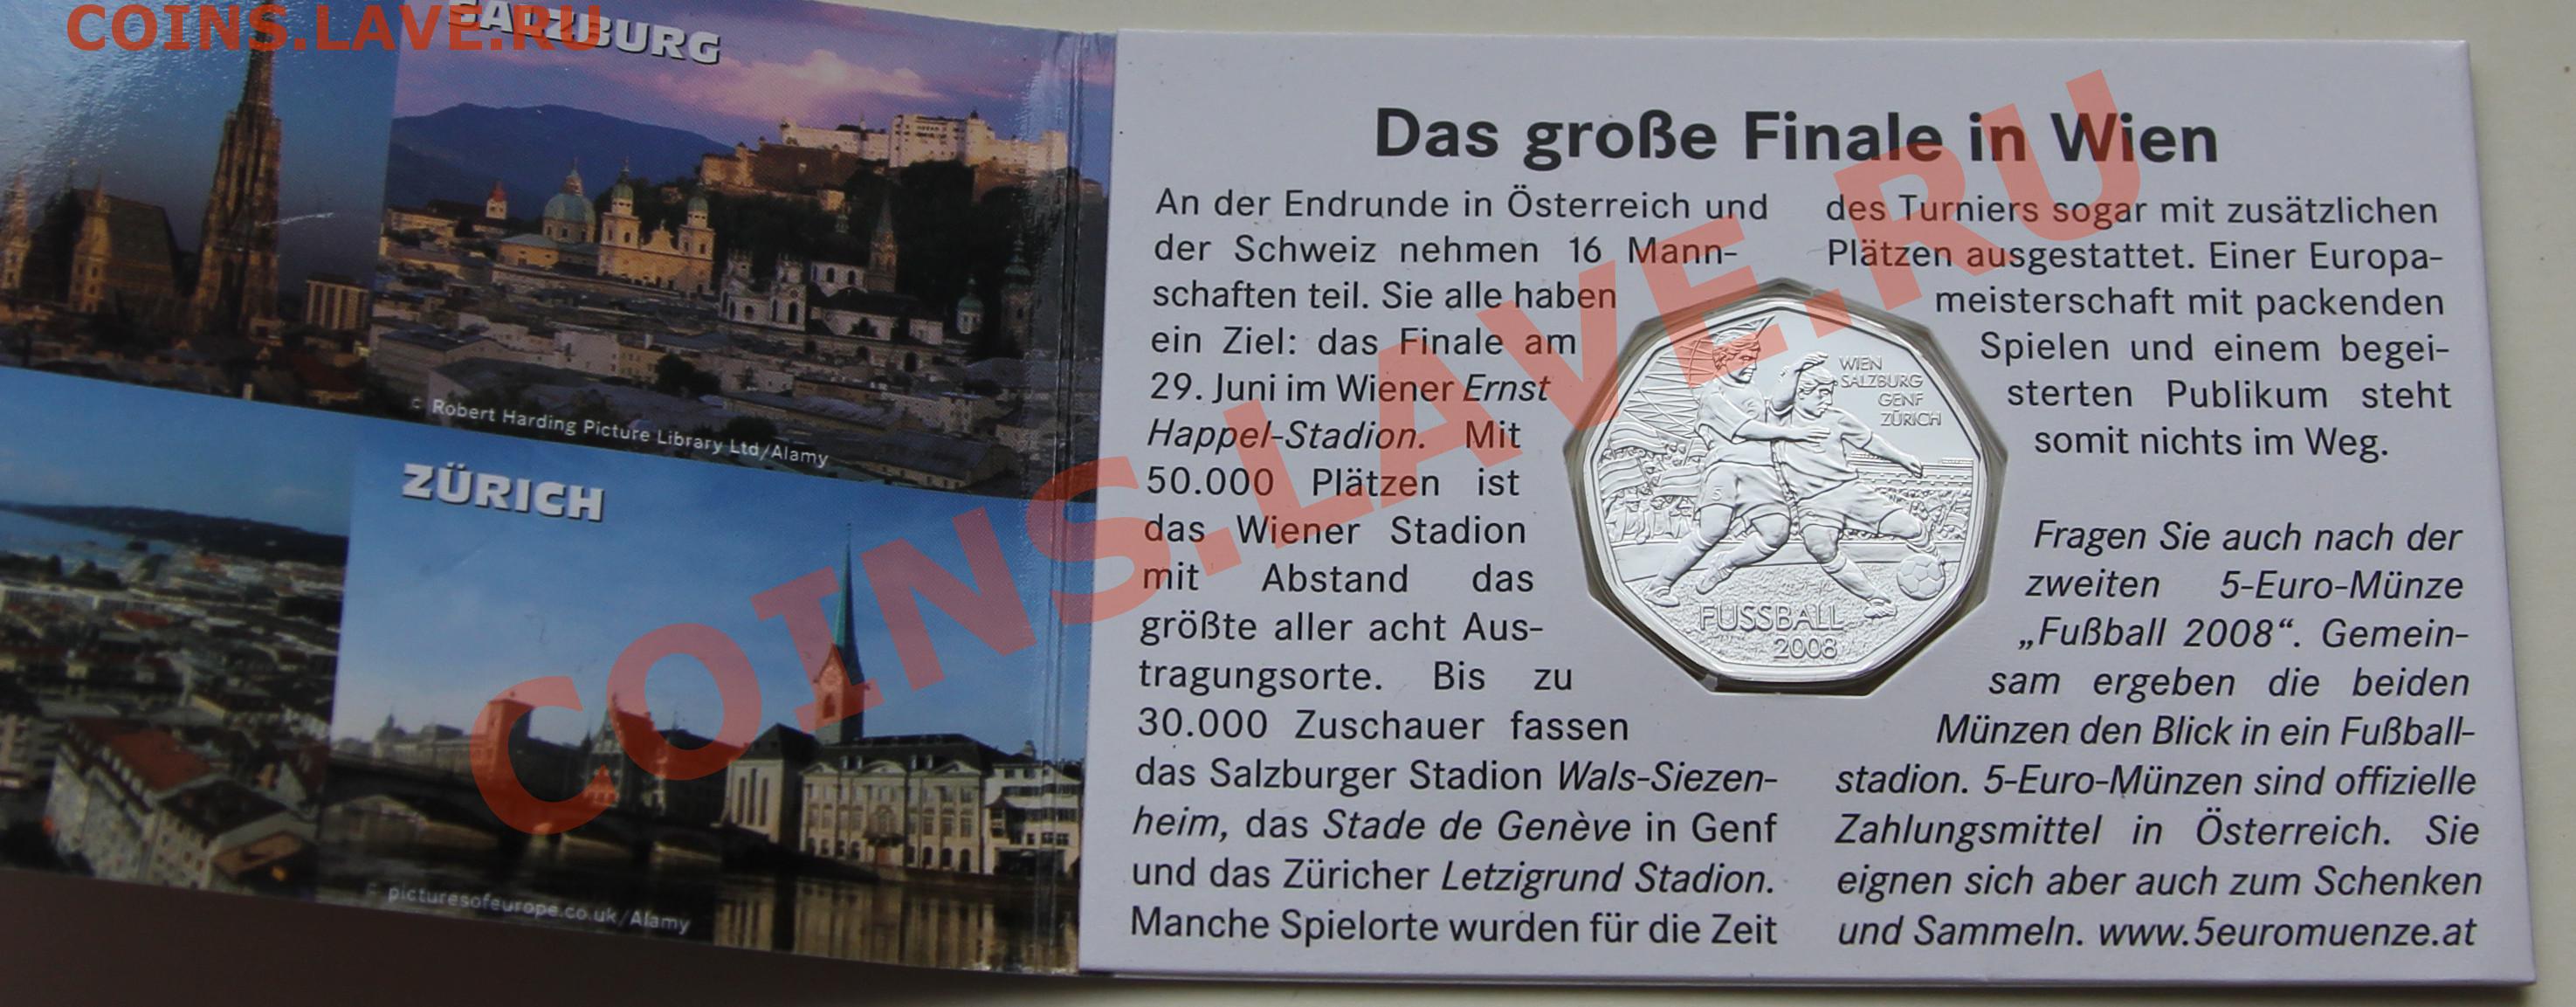 COINS.LAVE.RU
SALZBURG
© Robert Harding Picture Library Ltd/Alamy
ZÜRICH
© picturesofeurope.co.uk/Alamy
COINS.LAVE.RU
Das große Finale in Wien
An der Endrunde in Österreich und
der Schweiz nehmen 16 Mann-
schaften teil. Sie alle haben
ein Ziel: das Finale am
29. Juni im Wiener Ernst
Happel-Stadion. Mit
50.000 Plätzen ist
das Wiener Stadion
mit Abstand das
größte aller acht Aus-
tragungsorte. Bis zu
30.000 Zuschauer fassen
das Salzburger Stadion Wals-Siezen-
heim, das Stade de Genève in Genf
und das Züricher Letzigrund Stadion.
Manche Spielorte wurden für die Zeit
des Turniers sogar mit zusätzlichen
Plätzen ausgestattet. Einer Europa-
meisterschaft mit packenden
Spielen und einem begei-
sterten Publikum steht
somit nichts im Weg.
Fragen Sie auch nach der
zweiten 5-Euro-Münze
„Fußball 2008“. Gemein-
sam ergeben die beiden
Münzen den Blick in ein Fußball-
stadion. 5-Euro-Münzen sind offizielle
Zahlungsmittel in Österreich. Sie
eignen sich aber auch zum Schenken
und Sammeln. www.5euromuenze.at
WIEN
SALZBURG
GENF
ZÜRICH
5
FUSSBALL
2008